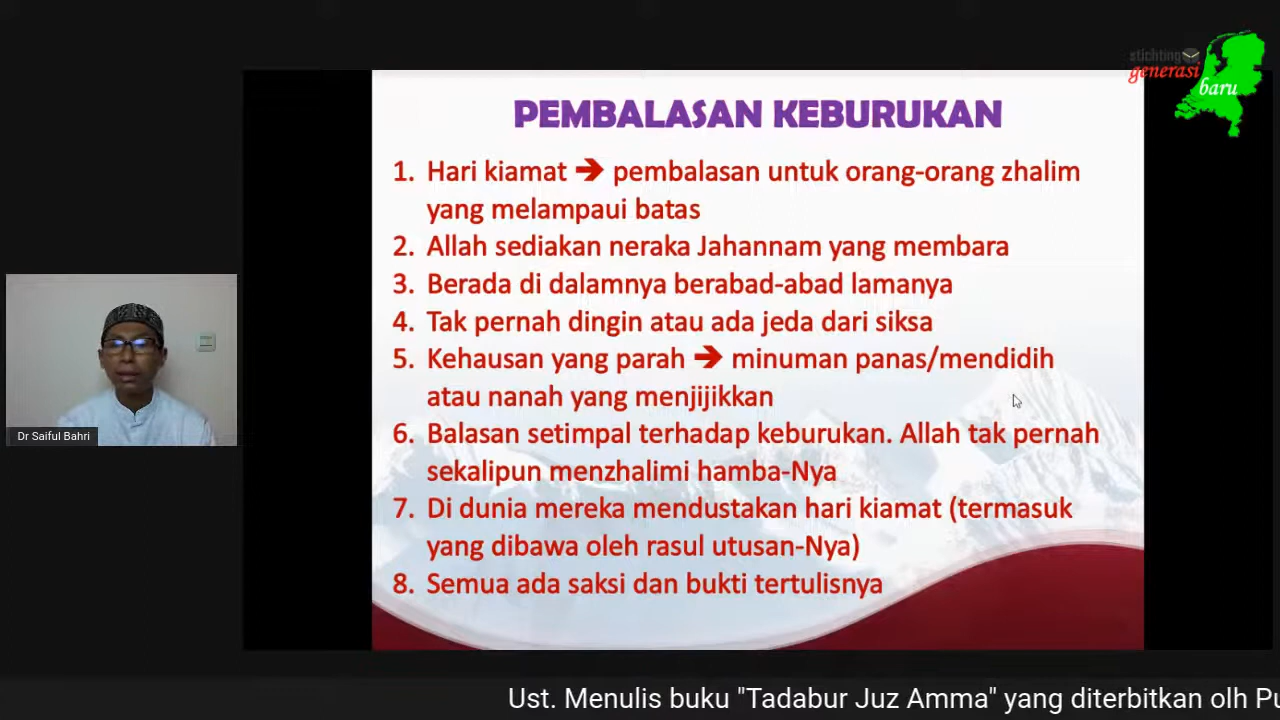 stichting
generasi
baru
PEMBALASAN KEBURUKAN
1. Hari kiamat ➔ pembalasan untuk orang-orang zhalim
yang melampaui batas
2. Allah sediakan neraka Jahannam yang membara
3. Berada di dalamnya berabad-abad lamanya
4. Tak pernah dingin atau ada jeda dari siksa
5. Kehausan yang parah ➔ minuman panas/mendidih
atau nanah yang menjijikkan
6. Balasan setimpal terhadap keburukan. Allah tak pernah
sekalipun menzhalimi hamba-Nya
7. Di dunia mereka mendustakan hari kiamat (termasuk
yang dibawa oleh rasul utusan-Nya)
8. Semua ada saksi dan bukti tertulisnya
Dr Saiful Bahri
Ust. Menulis buku "Tadabur Juz Amma" yang diterbitkan olh Pu